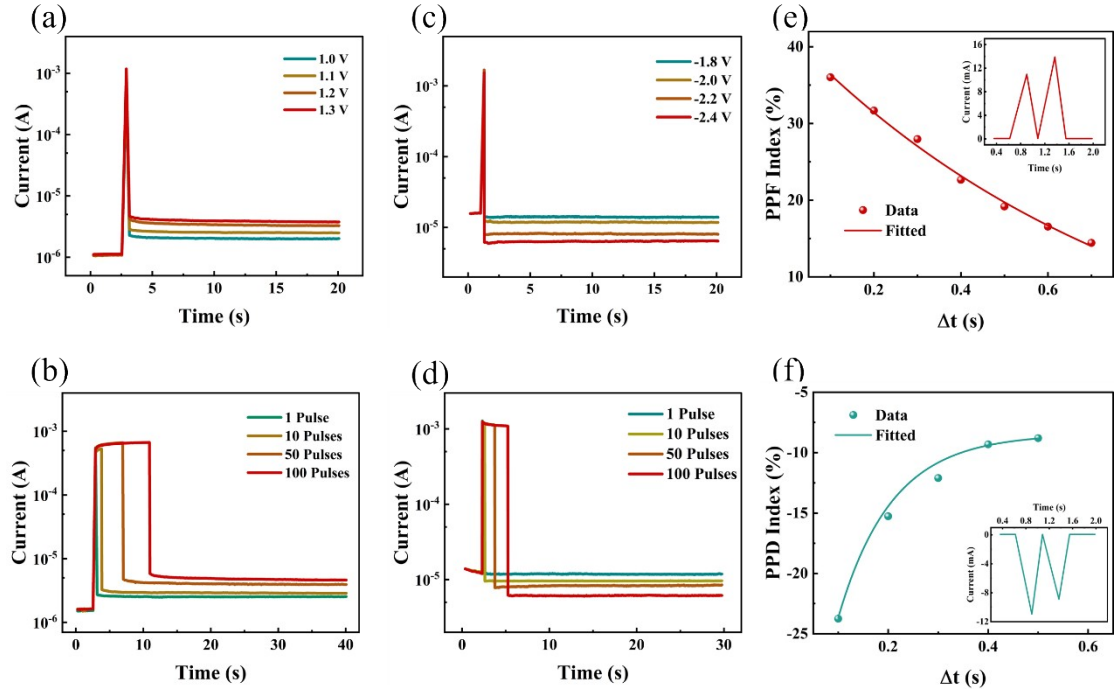 (a)
Current (A)
10⁻³
10⁻⁴
10⁻⁵
10⁻⁶
1.0 V
1.1 V
1.2 V
1.3 V
0 5 10 15 20
Time (s)
(c)
Current (A)
10⁻³
10⁻⁴
10⁻⁵
10⁻⁶
-1.8 V
-2.0 V
-2.2 V
-2.4 V
0 5 10 15 20
Time (s)
(e)
PPF Index (%)
40
30
20
10
Data
Fitted
0.2 0.4 0.6
Δt (s)
Current (mA)
16
12
8
4
0
0.4 0.8 1.2 1.6 2.0
Time (s)
(b)
Current (A)
10⁻³
10⁻⁴
10⁻⁵
10⁻⁶
1 Pulse
10 Pulses
50 Pulses
100 Pulses
0 10 20 30 40
Time (s)
(d)
Current (A)
10⁻³
10⁻⁴
10⁻⁵
1 Pulse
10 Pulses
50 Pulses
100 Pulses
0 5 10 15 20 25 30
Time (s)
(f)
PPD Index (%)
-5
-10
-15
-20
-25
Data
Fitted
0.2 0.4 0.6
Δt (s)
Time (s)
0.4 0.8 1.2 1.6 2.0
Current (mA)
0
-4
-8
-12